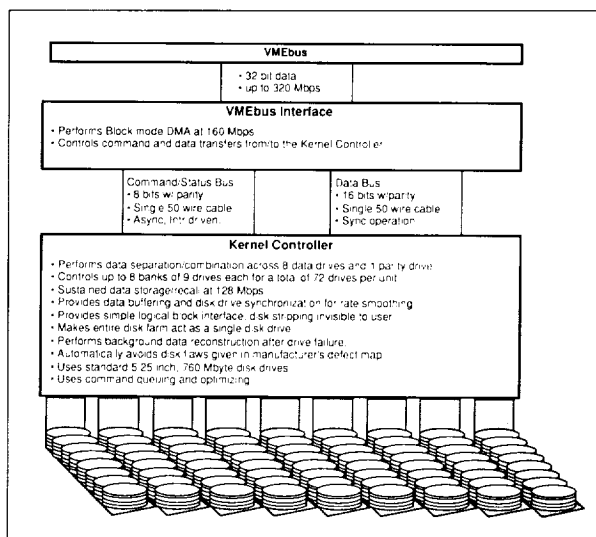 VMEbus
• 32 bit data
• up to 320 Mbps
VMEbus Interface
• Performs Block mode DMA at 160 Mbps
• Controls command and data transfers from/to the Kernel Controller
Command/Status Bus
• 8 bits w/parity
• Single 50 wire cable
• Async, Intr driven.
Data Bus
• 16 bits w/parity
• Single 50 wire cable
• Sync operation
Kernel Controller
• Performs data separation/combination across 8 data drives and 1 parity drive
• Controls up to 8 banks of 9 drives each for a total of 72 drives per unit
• Sustained data storage/recall at 128 Mbps
• Provides data buffering and disk drive synchronization for rate smoothing
• Provides simple logical block interface, disk stripping invisible to user
• Makes entire disk farm act as a single disk drive
• Performs background data reconstruction after drive failure.
• Automatically avoids disk flaws given in manufacturer's defect map
• Uses standard 5.25 inch, 760 Mbyte disk drives
• Uses command queuing and optimizing